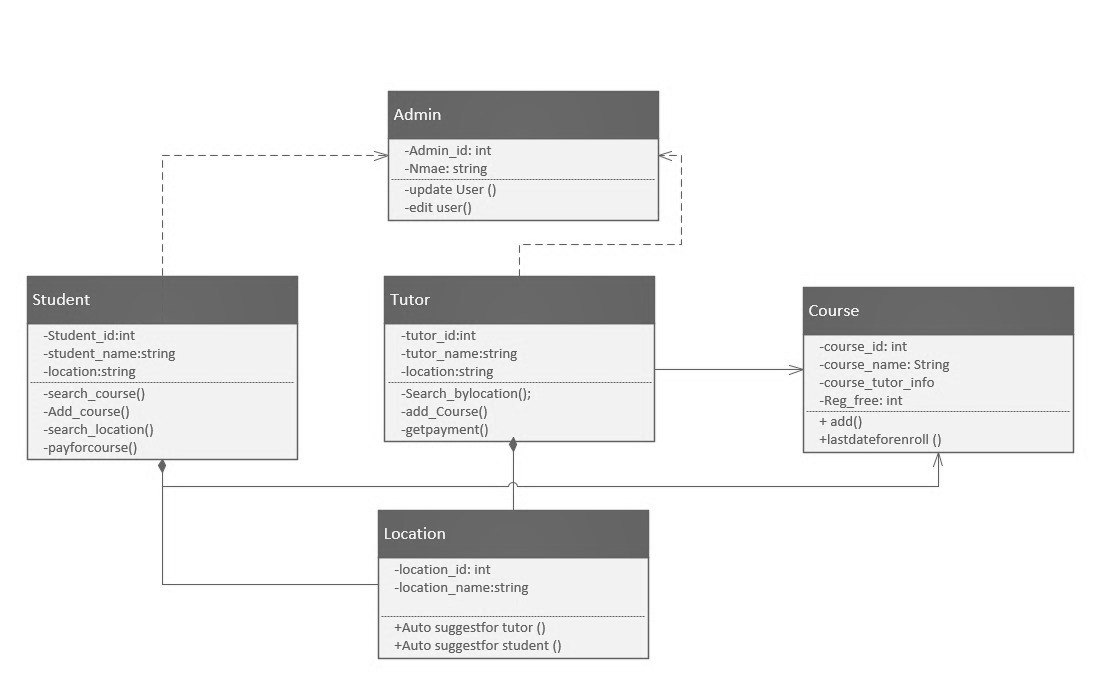 Admin
-Admin_id: int
-Nmae: string
-update User ()
-edit user()
Student
-Student_id:int
-student_name:string
-location:string
-search_course()
-Add_course()
-search_location()
-payforcourse()
Tutor
-tutor_id:int
-tutor_name:string
-location:string
-Search_bylocation();
-add_Course()
-getpayment()
Course
-course_id: int
-course_name: String
-course_tutor_info
-Reg_free: int
+ add()
+lastdateforenroll ()
Location
-location_id: int
-location_name:string
+Auto suggestfor tutor ()
+Auto suggestfor student ()